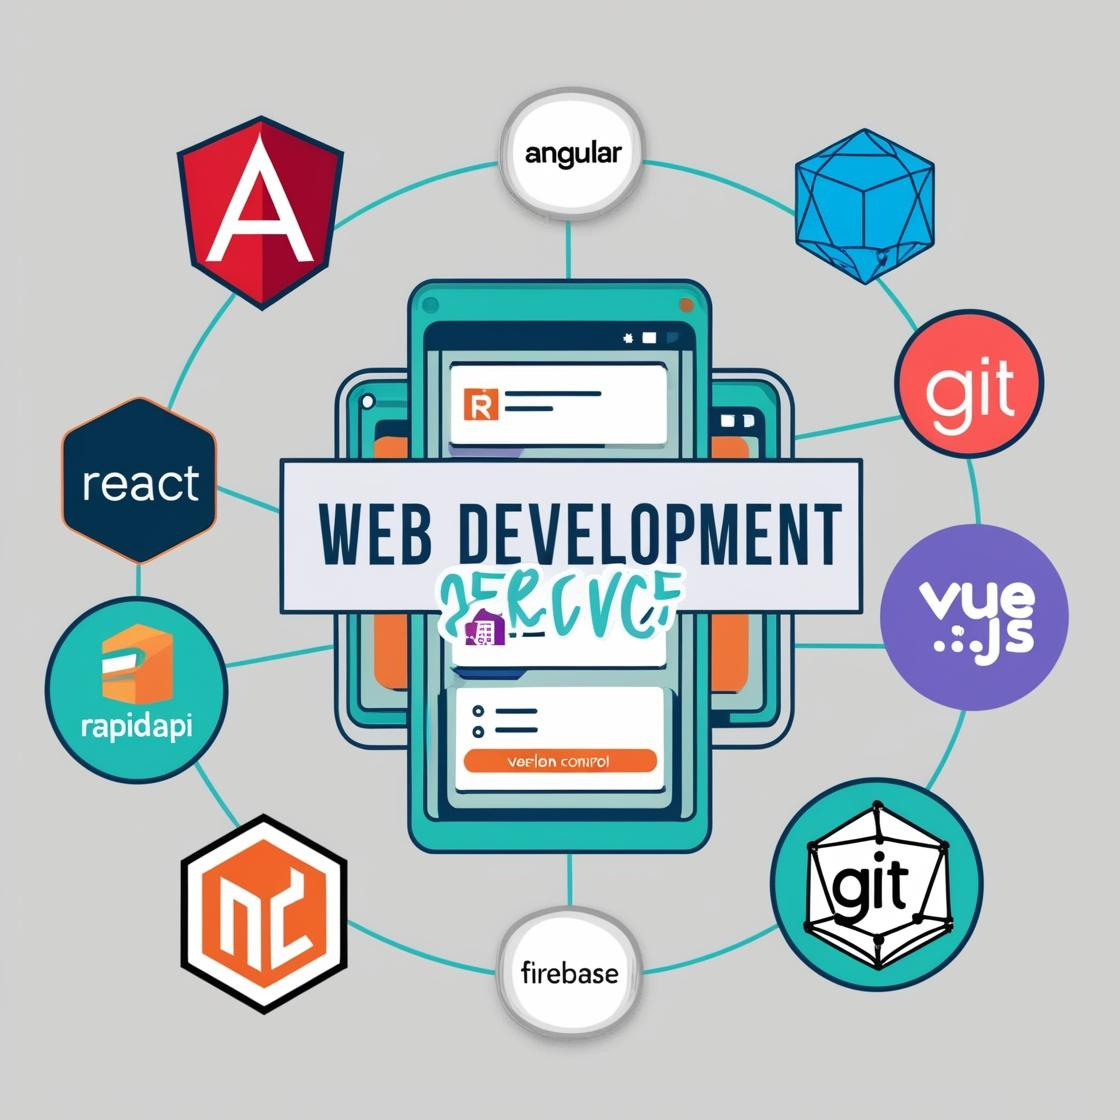 angular
A
git
react
R
WEB DEVELOPMENT
vue
.:.js
rapidapi
git
firebase